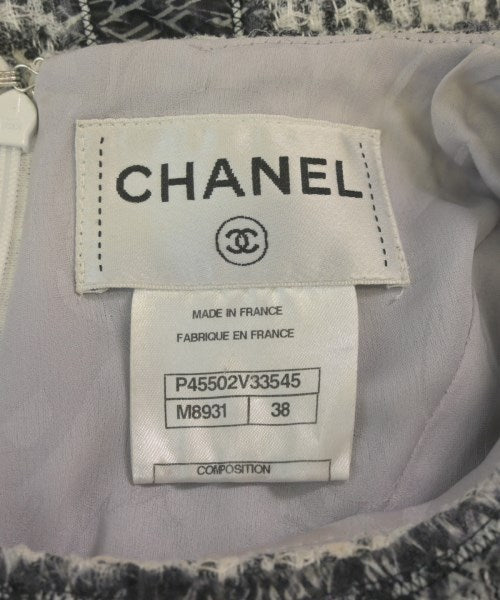 CHANEL
MADE IN FRANCE
FABRIQUE EN FRANCE
P45502V33545
M8931 38
COMPOSITION